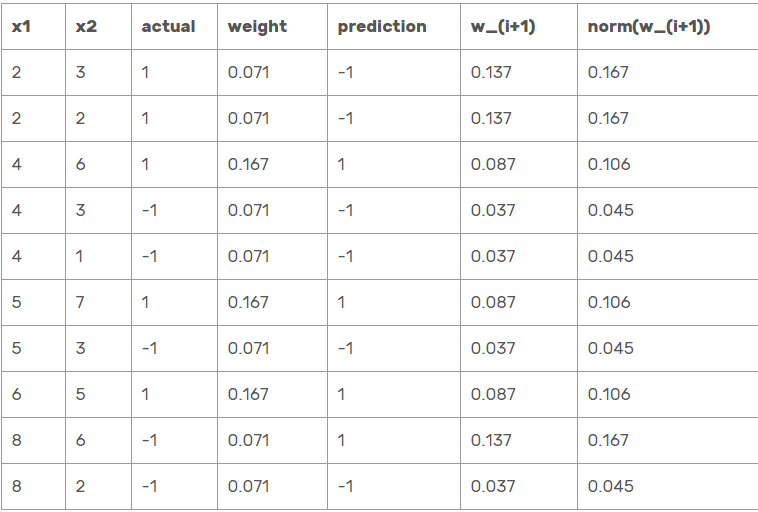 x1 x2 actual weight prediction w_(i+1) norm(w_(i+1))
2 3 1 0.071 -1 0.137 0.167
2 2 1 0.071 -1 0.137 0.167
4 6 1 0.167 1 0.087 0.106
4 3 -1 0.071 -1 0.037 0.045
4 1 -1 0.071 -1 0.037 0.045
5 7 1 0.167 1 0.087 0.106
5 3 -1 0.071 -1 0.037 0.045
6 5 1 0.167 1 0.087 0.106
8 6 -1 0.071 1 0.137 0.167
8 2 -1 0.071 -1 0.037 0.045